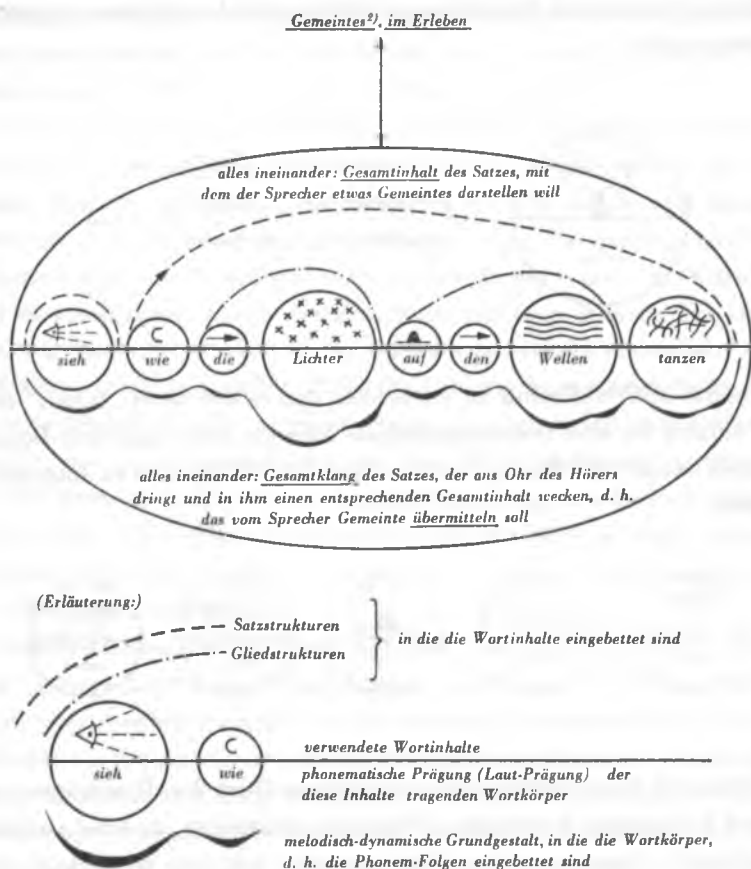 Gemeintes²). im Erleben
alles ineinander: Gesamtinhalt des Satzes, mit
dem der Sprecher etwas Gemeintes darstellen will
sieh wie die Lichter auf den Wellen tanzen
alles ineinander: Gesamtklang des Satzes, der ans Ohr des Hörers
dringt und in ihm einen entsprechenden Gesamtinhalt wecken, d. h.
das vom Sprecher Gemeinte übermitteln soll
(Erläuterung:)
Satzstrukturen
Gliedstrukturen
in die die Wortinhalte eingebettet sind
sieh wie
verwendete Wortinhalte
phonematische Prägung (Laut-Prägung) der
diese Inhalte tragenden Wortkörper
melodisch-dynamische Grundgestalt, in die die Wortkörper,
d. h. die Phonem-Folgen eingebettet sind